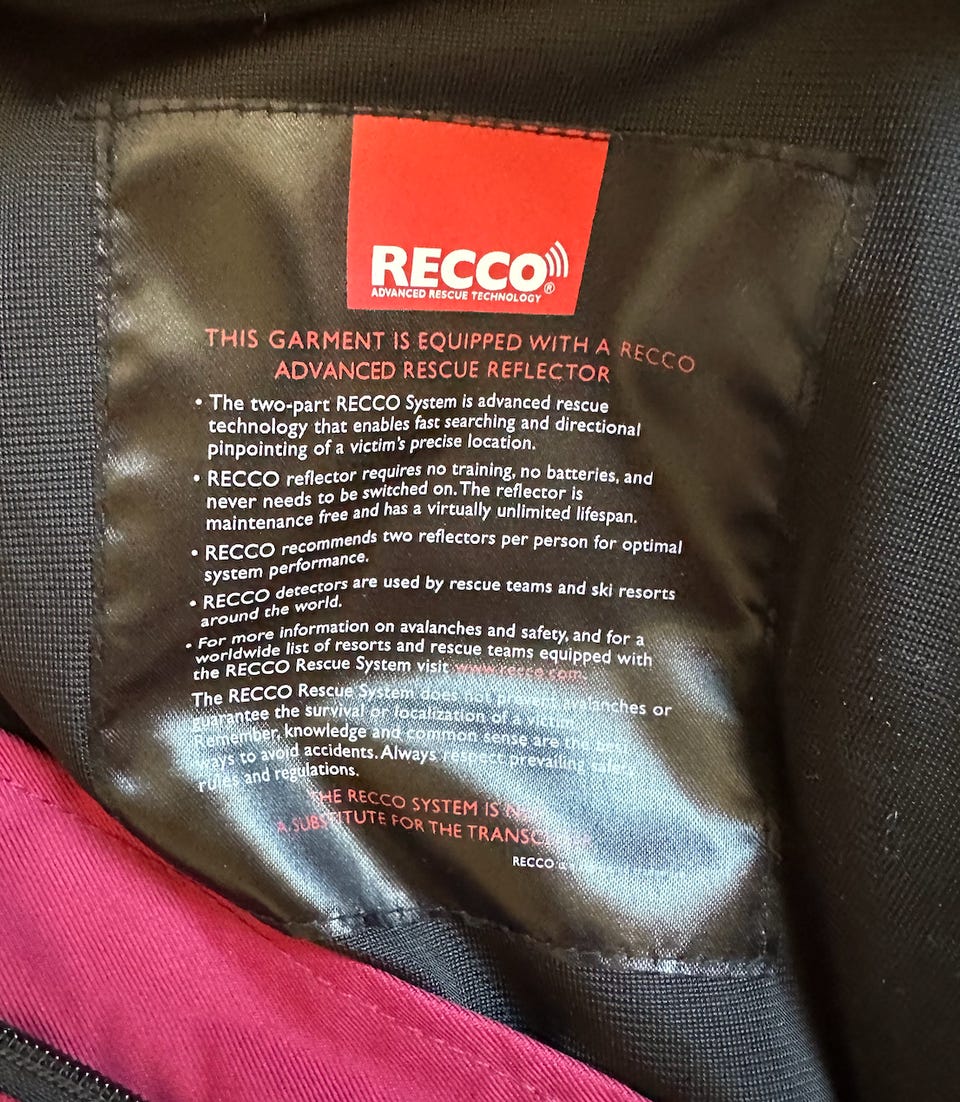 RECCO®
ADVANCED RESCUE TECHNOLOGY
THIS GARMENT IS EQUIPPED WITH A RECCO
ADVANCED RESCUE REFLECTOR
• The two-part RECCO System is advanced rescue
technology that enables fast searching and directional
pinpointing of a victim's precise location.
• RECCO reflector requires no training, no batteries, and
never needs to be switched on. The reflector is
maintenance free and has a virtually unlimited lifespan.
• RECCO recommends two reflectors per person for optimal
system performance.
• RECCO detectors are used by rescue teams and ski resorts
around the world.
• For more information on avalanches and safety, and for a
worldwide list of resorts and rescue teams equipped with
the RECCO Rescue System visit www.recco.com.
The RECCO Rescue System does not prevent avalanches or
guarantee the survival or localization of a victim.
Remember, knowledge and common sense are the best
ways to avoid accidents. Always respect prevailing safety
rules and regulations.
THE RECCO SYSTEM IS
A SUBSTITUTE FOR THE
RECCO